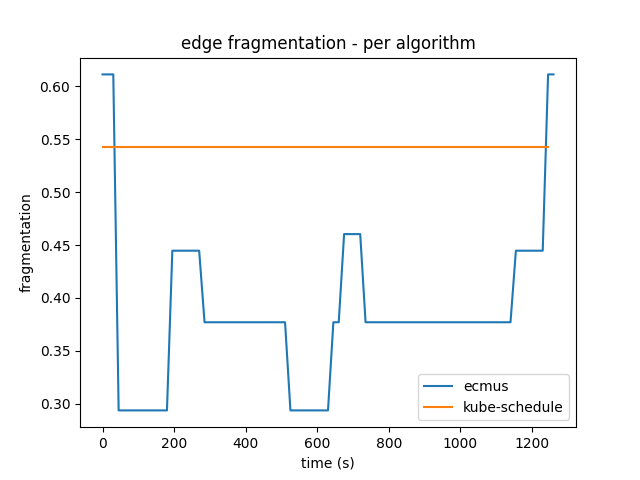 edge fragmentation - per algorithm
fragmentation
0.60
0.55
0.50
0.45
0.40
0.35
0.30
ecmus
kube-schedule
0 200 400 600 800 1000 1200
time (s)